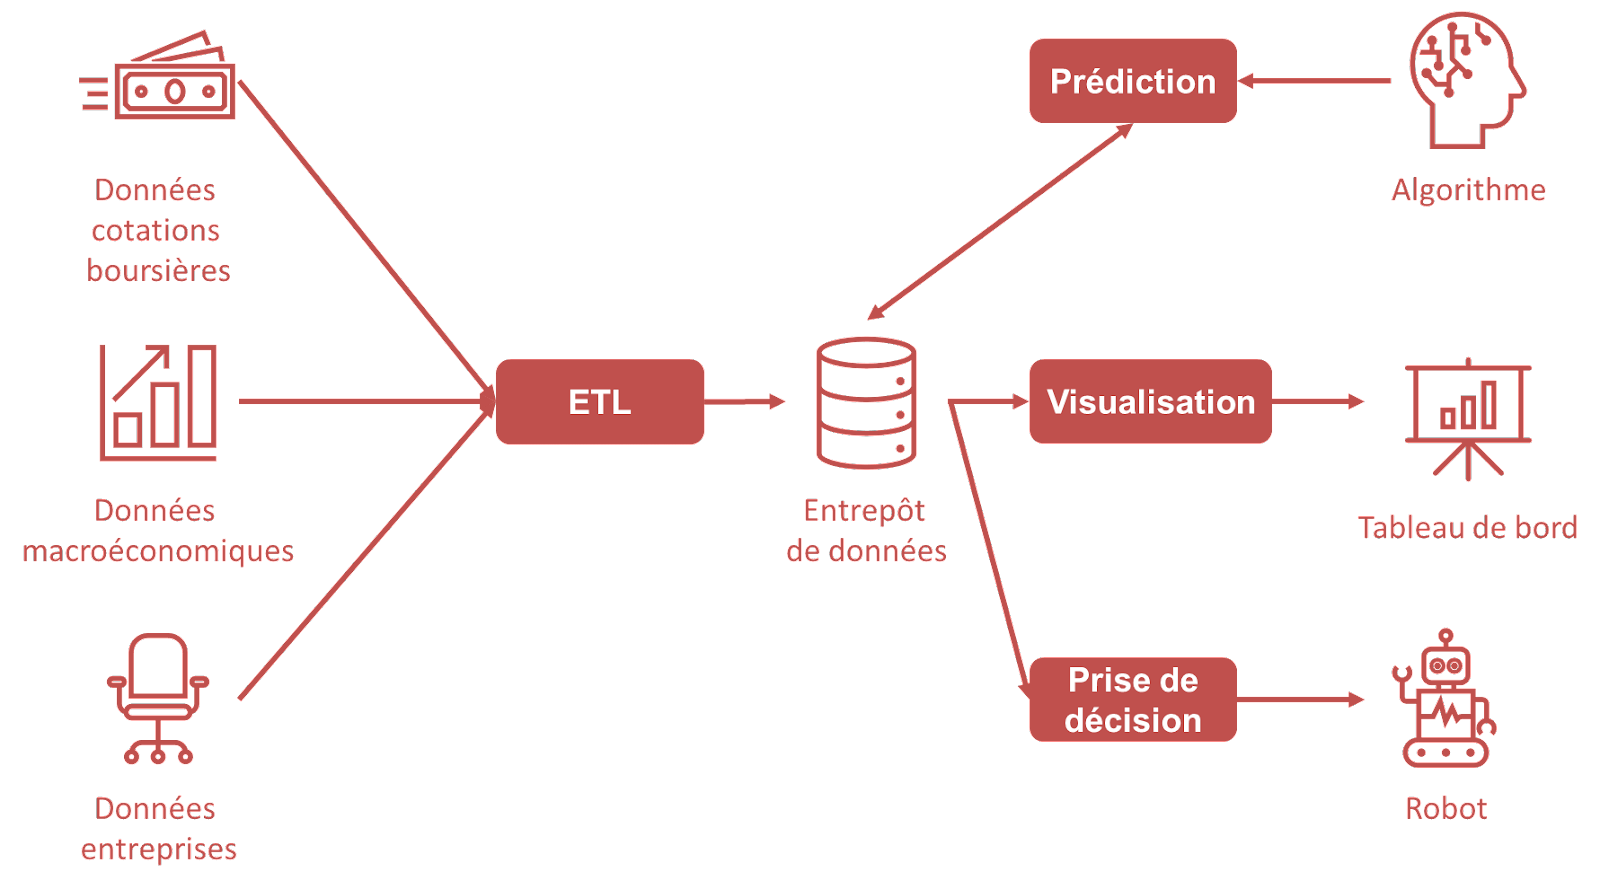 Données
cotations
boursières
Données
macroéconomiques
Données
entreprises
ETL
Entrepôt
de données
Prédiction
Algorithme
Visualisation
Tableau de bord
Prise de
décision
Robot